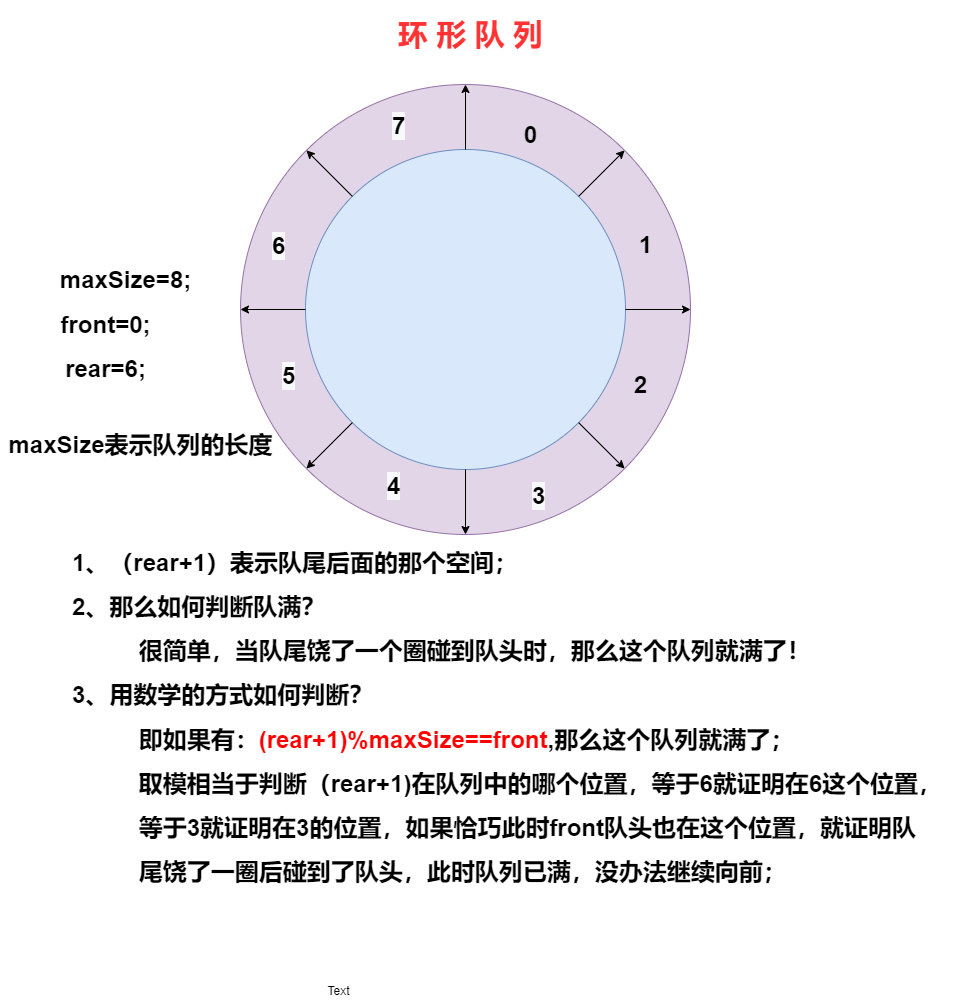 环 形 队 列
7
0
6
1
maxSize=8;
front=0;
rear=6;
5
2
maxSize表示队列的长度
4
3
1、（rear+1）表示队尾后面的那个空间；
2、那么如何判断队满？
很简单，当队尾饶了一个圈碰到队头时，那么这个队列就满了！
3、用数学的方式如何判断？
即如果有：(rear+1)%maxSize==front,那么这个队列就满了；
取模相当于判断（rear+1)在队列中的哪个位置，等于6就证明在6这个位置，
等于3就证明在3的位置，如果恰巧此时front队头也在这个位置，就证明队
尾饶了一圈后碰到了队头，此时队列已满，没办法继续向前；
Text